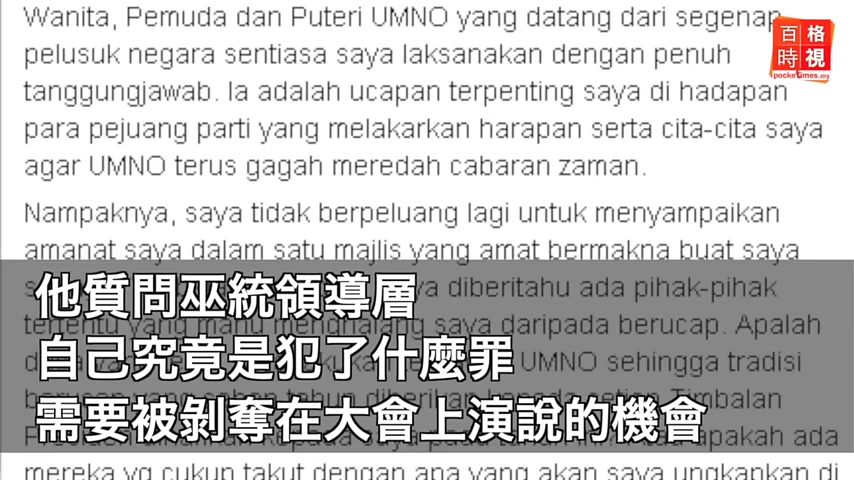 Wanita, Pemuda dan Puteri UMNO yang datang dari segenap
pelusuk negara sentiasa saya laksanakan dengan penuh
tanggungjawab. Ia adalah ucapan terpenting saya di hadapan
para pejuang parti yang melakarkan harapan serta cita-cita saya
agar UMNO terus gagah meredah cabaran zaman.
Nampaknya, saya tidak berpeluang lagi untuk menyampaikan
amanat saya dalam satu majlis yang amat bermakna buat saya
diberitahu ada pihak-pihak
tertentu yang mahu menghalang saya daripada berucap. Apalah
UMNO sehingga tradisi
Timbalan
apakah ada
mereka yg cukup takut dengan apa yang akan saya ungkapkan di
他質問巫統領導層
自己究竟是犯了什麼罪
需要被剝奪在大會上演說的機會
百格
時視
pocketimes.my